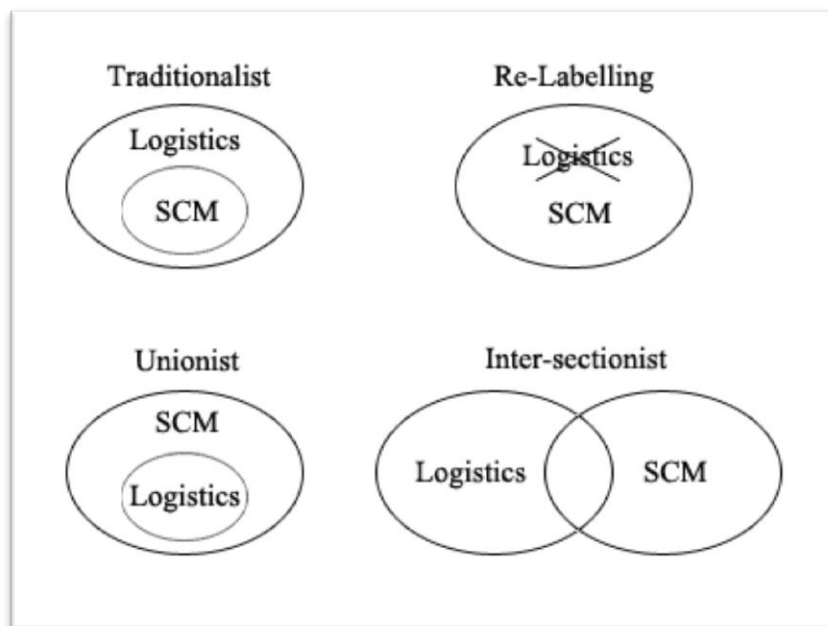 Traditionalist
Logistics
SCM
Re-Labelling
Logistics
SCM
Unionist
SCM
Logistics
Inter-sectionist
Logistics
SCM